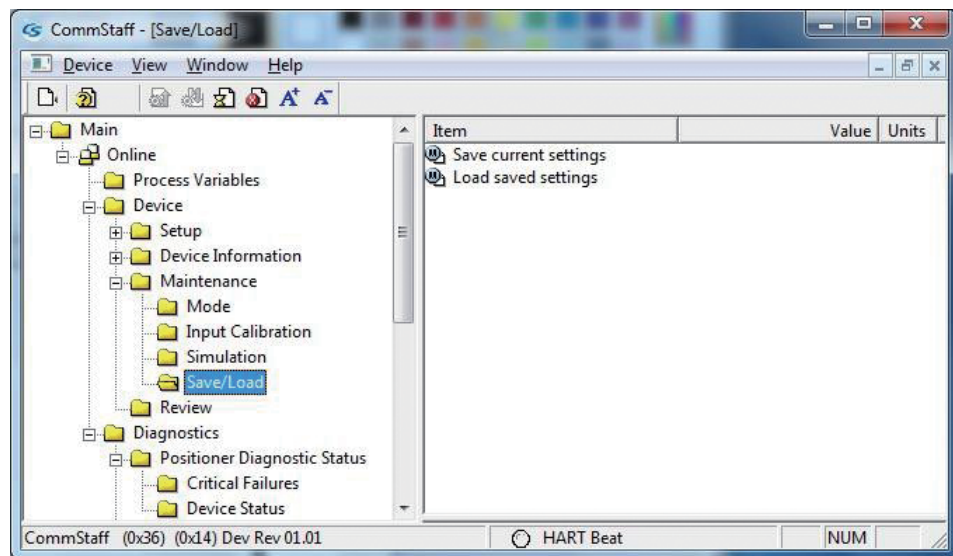 CommStaff - [Save/Load]
Device View Window Help
Main
Online
Process Variables
Device
Setup
Device Information
Maintenance
Mode
Input Calibration
Simulation
Save/Load
Review
Diagnostics
Positioner Diagnostic Status
Critical Failures
Device Status
Item Value Units
Save current settings
Load saved settings
CommStaff (0x36) (0x14) Dev Rev 01.01 HART Beat NUM